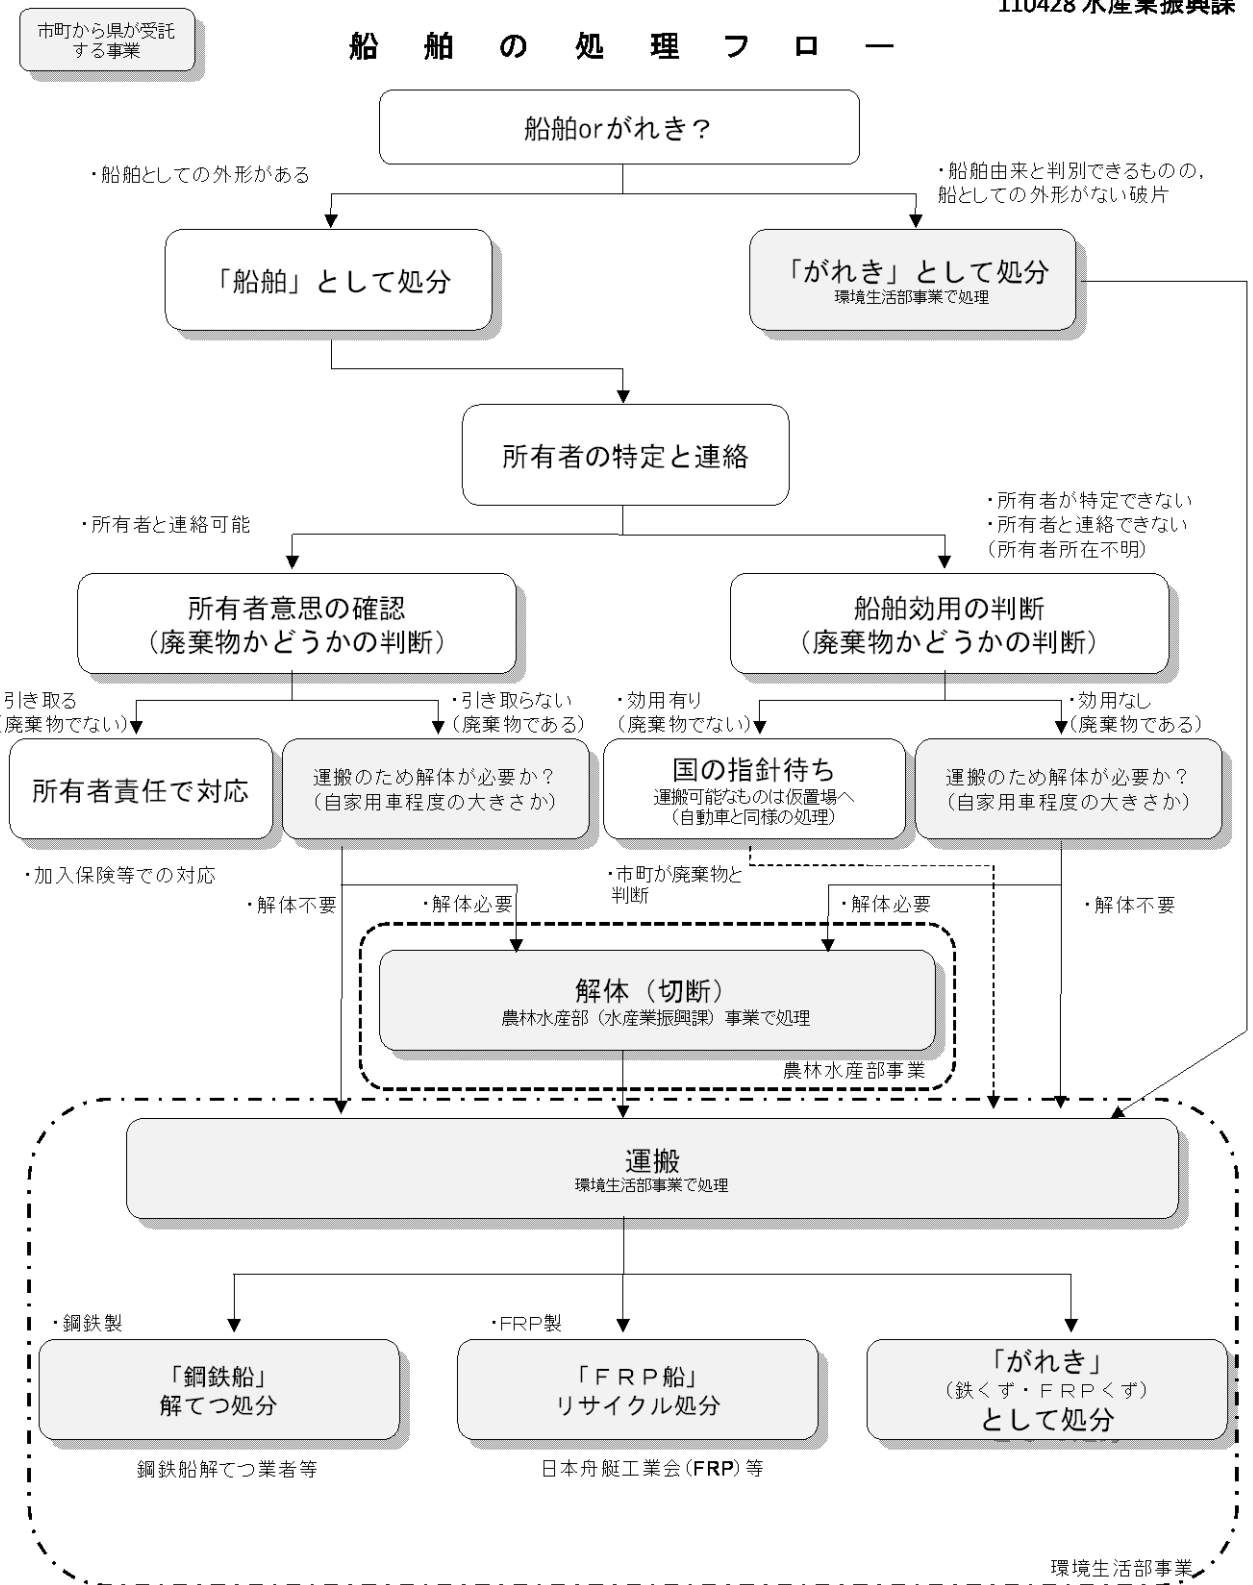 110428 水産業振興課
市町から県が受託
する事業
船舶の処理フロー
船舶orがれき？
・船舶としての外形がある
・船舶由来と判別できるものの，
船としての外形がない破片
「船舶」として処分
「がれき」として処分
環境生活部事業で処理
所有者の特定と連絡
・所有者と連絡可能
・所有者が特定できない
・所有者と連絡できない
（所有者所在不明）
所有者意思の確認
（廃棄物かどうかの判断）
船舶効用の判断
（廃棄物かどうかの判断）
引き取る
（廃棄物でない）
・引き取らない
（廃棄物である）
・効用有り
（廃棄物でない）
・効用なし
（廃棄物である）
所有者責任で対応
運搬のため解体が必要か？
（自家用車程度の大きさか）
国の指針待ち
運搬可能なものは仮置場へ
（自動車と同様の処理）
運搬のため解体が必要か？
（自家用車程度の大きさか）
・加入保険等での対応
・市町が廃棄物と
判断
・解体不要
・解体必要
・解体必要
・解体不要
解体（切断）
農林水産部（水産業振興課）事業で処理
農林水産部事業
運搬
環境生活部事業で処理
・鋼鉄製
・FRP製
「鋼鉄船」
解てつ処分
「ＦＲＰ船」
リサイクル処分
「がれき」
（鉄くず・ＦＲＰくず）
として処分
鋼鉄船解てつ業者等
日本舟艇工業会(FRP)等
環境生活部事業